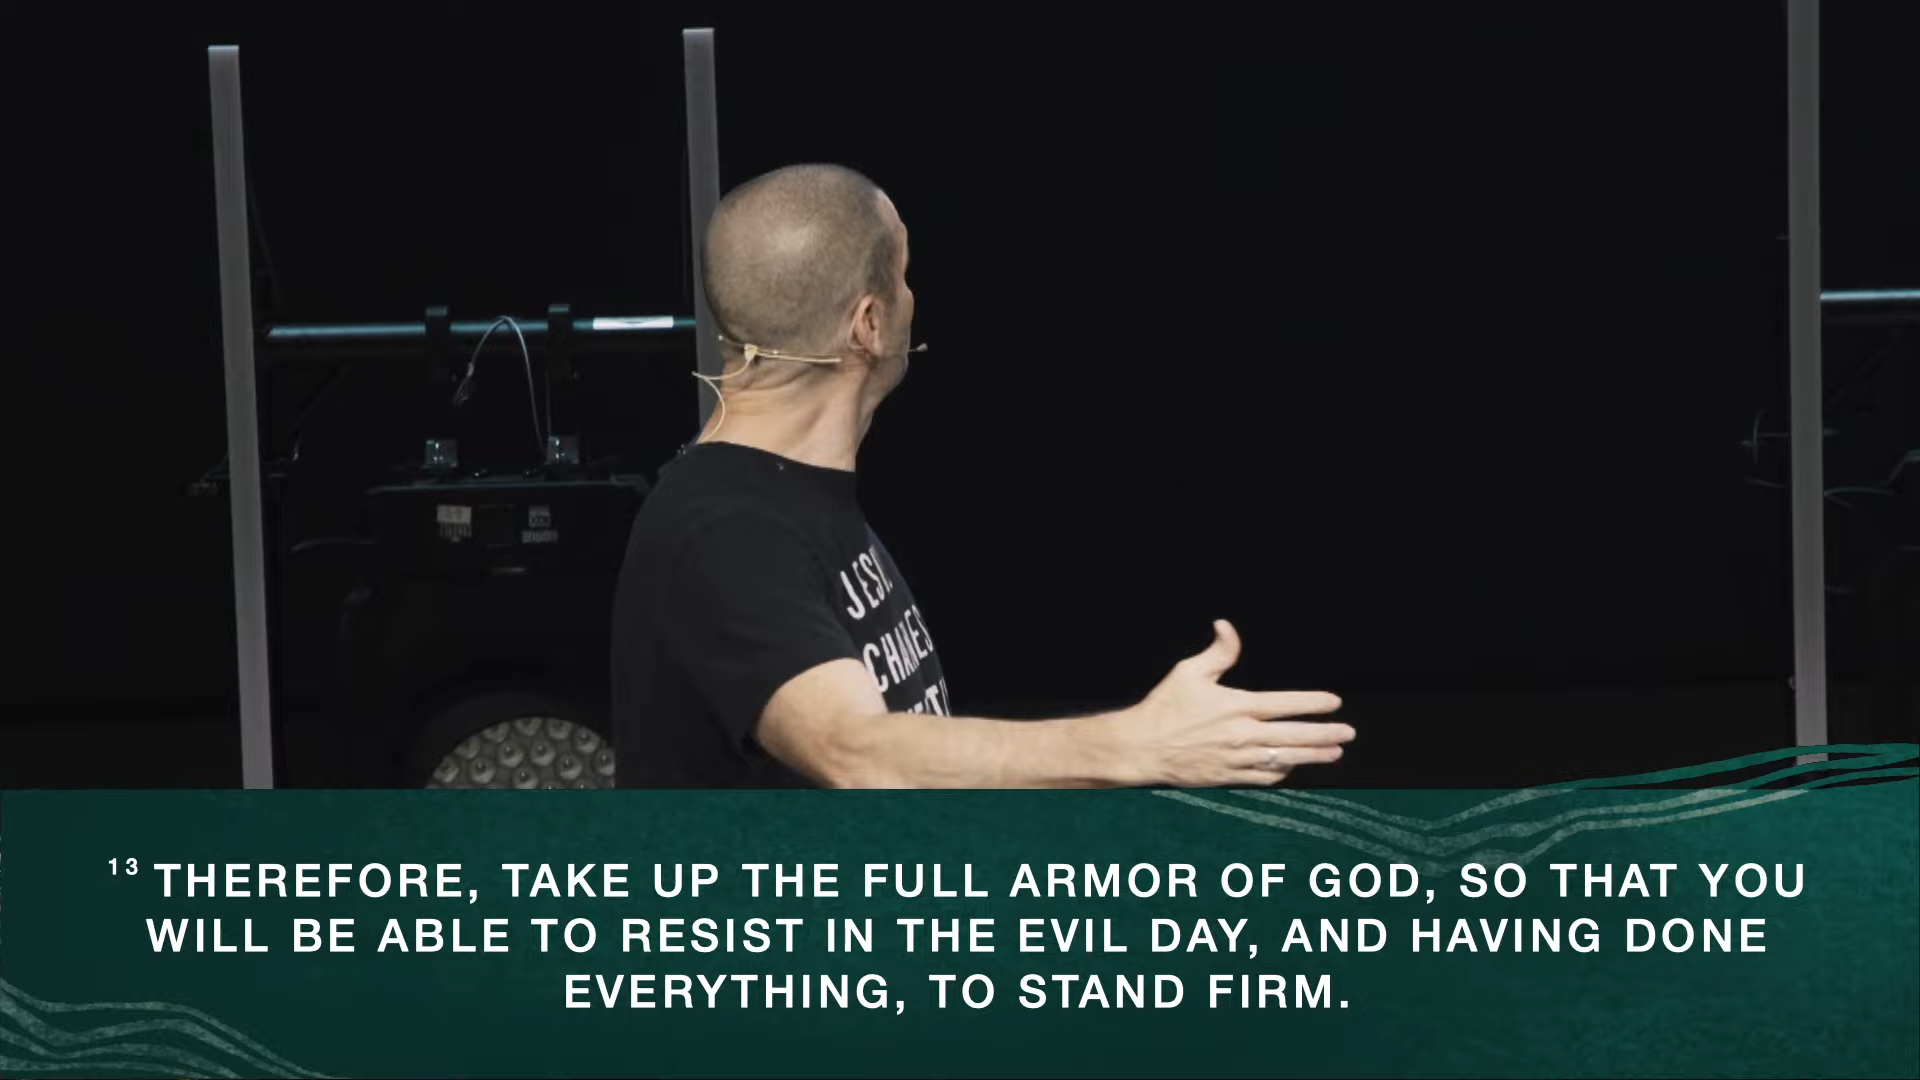 CHANGES
13 THEREFORE, TAKE UP THE FULL ARMOR OF GOD, SO THAT YOU
WILL BE ABLE TO RESIST IN THE EVIL DAY, AND HAVING DONE
EVERYTHING, TO STAND FIRM.